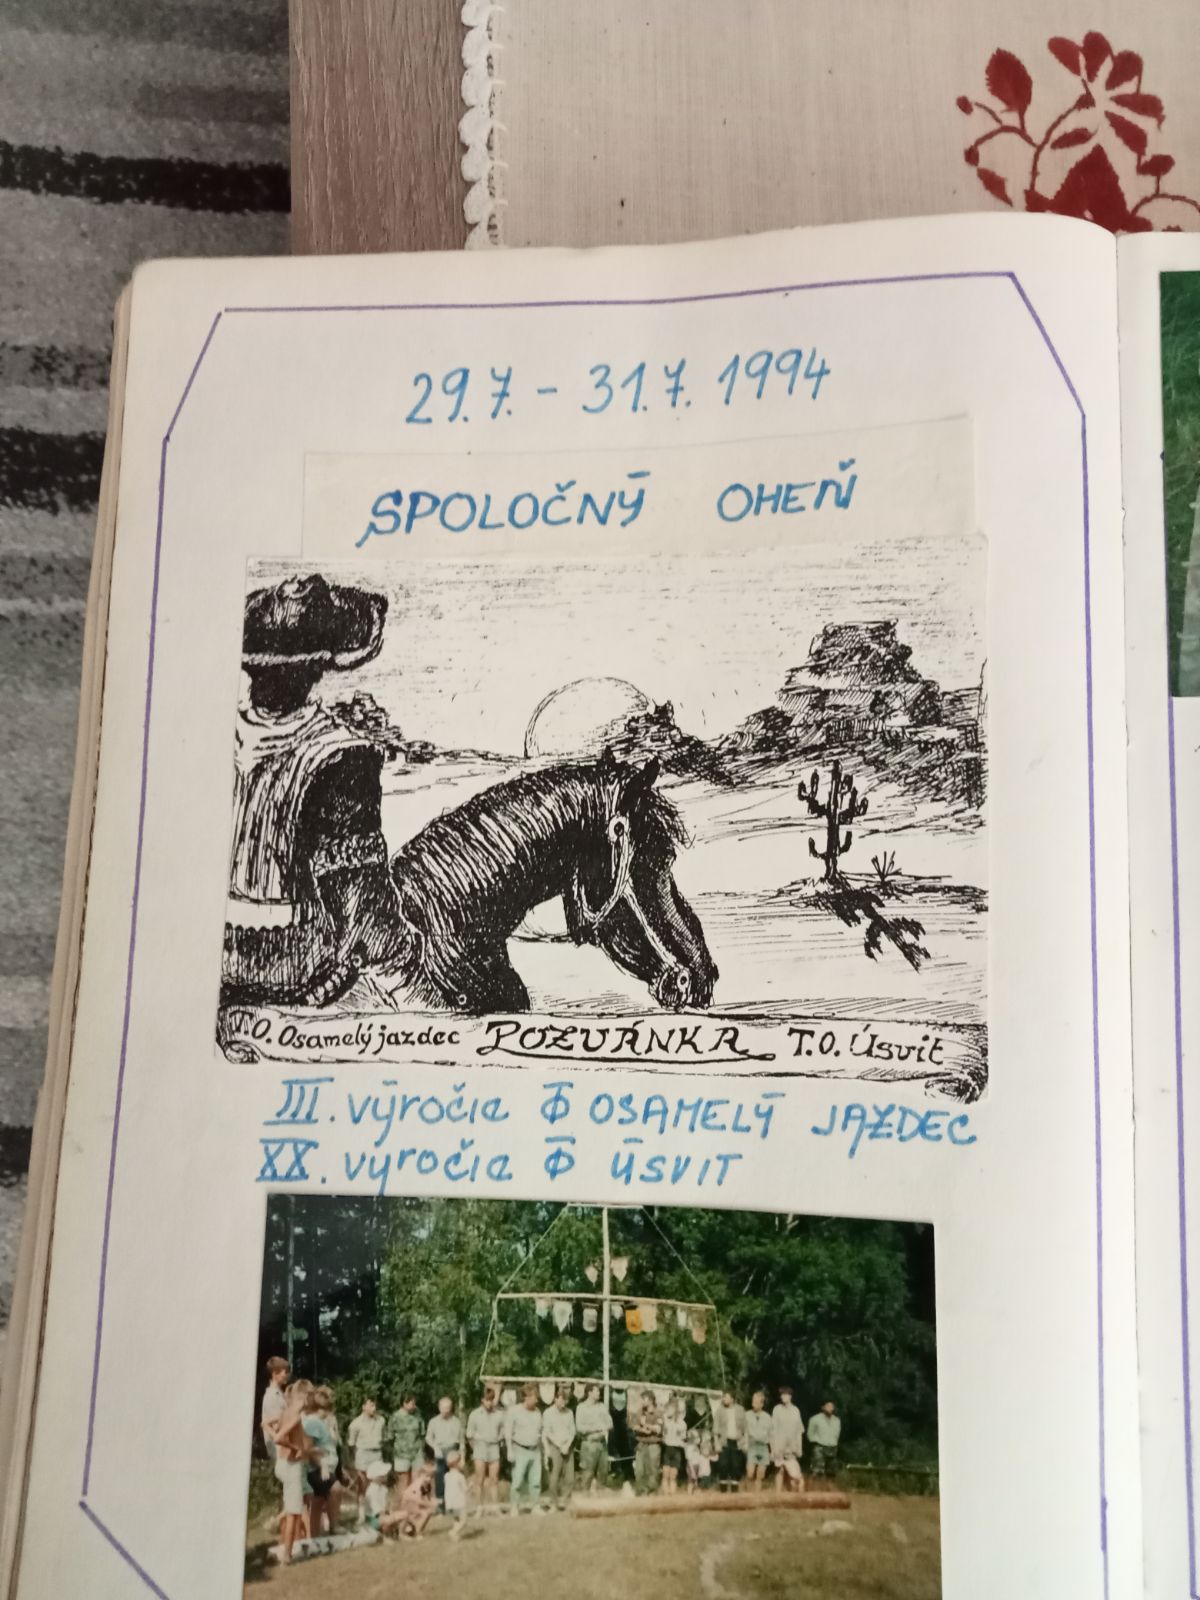 29.7. - 31.7. 1994
SPOLOČNÝ OHEŇ
T.O. Osamelý jazdec POZVÁNKA T.O. Úsvit
III. výročie OSAMELÝ JAZDEC
XX. výročie ÚSVIT